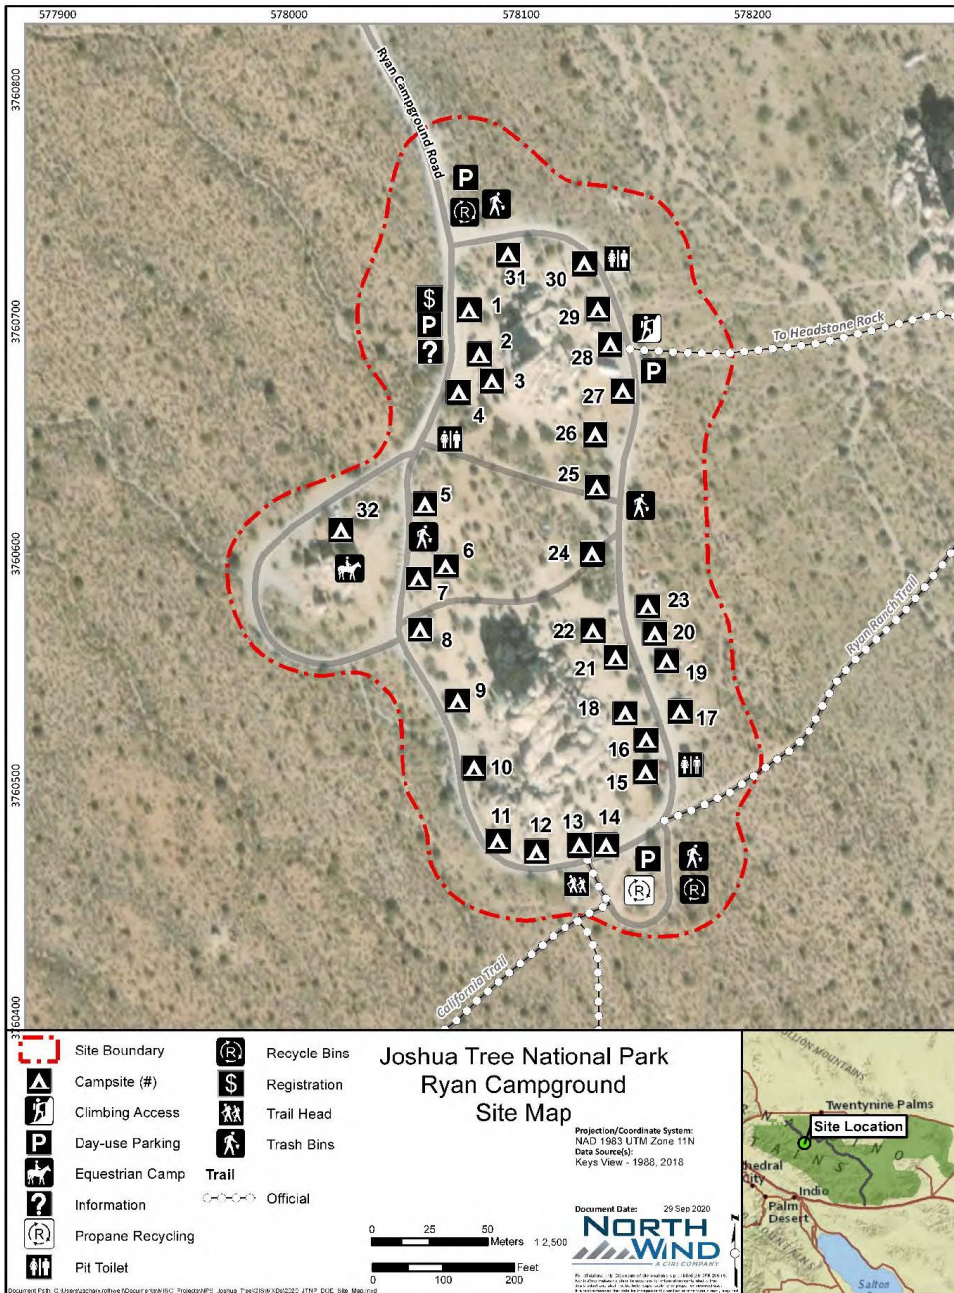 577900
578000
578100
578200
3760800
3760700
3760600
3760500
3760400
Ryan Campground Road
P
R
31
30
$
P
?
1
29
To Headstone Rock
2
28
3
P
27
4
26
25
5
32
24
6
7
23
Ryan Ranch Trail
8
22
20
21
19
9
18
17
16
10
15
11
12
13
14
P
R
R
California Trail
Site Boundary
Campsite (#)
Climbing Access
P Day-use Parking
Equestrian Camp
? Information
R Propane Recycling
Pit Toilet
R Recycle Bins
$ Registration
Trail Head
Trash Bins
Trail
Official
Joshua Tree National Park
Ryan Campground
Site Map
Projection/Coordinate System:
NAD 1983 UTM Zone 11N
Data Source(s):
Keys View - 1988, 2018
Document Date: 29 Sep 2020
NORTH
WIND
A CIRI COMPANY
0 25 50
Meters 1:2,500
0 100 200
Feet
MOUNTAINS
Twentynine Palms
Site Location
hedral
City
Indio
Palm
Desert
Salton